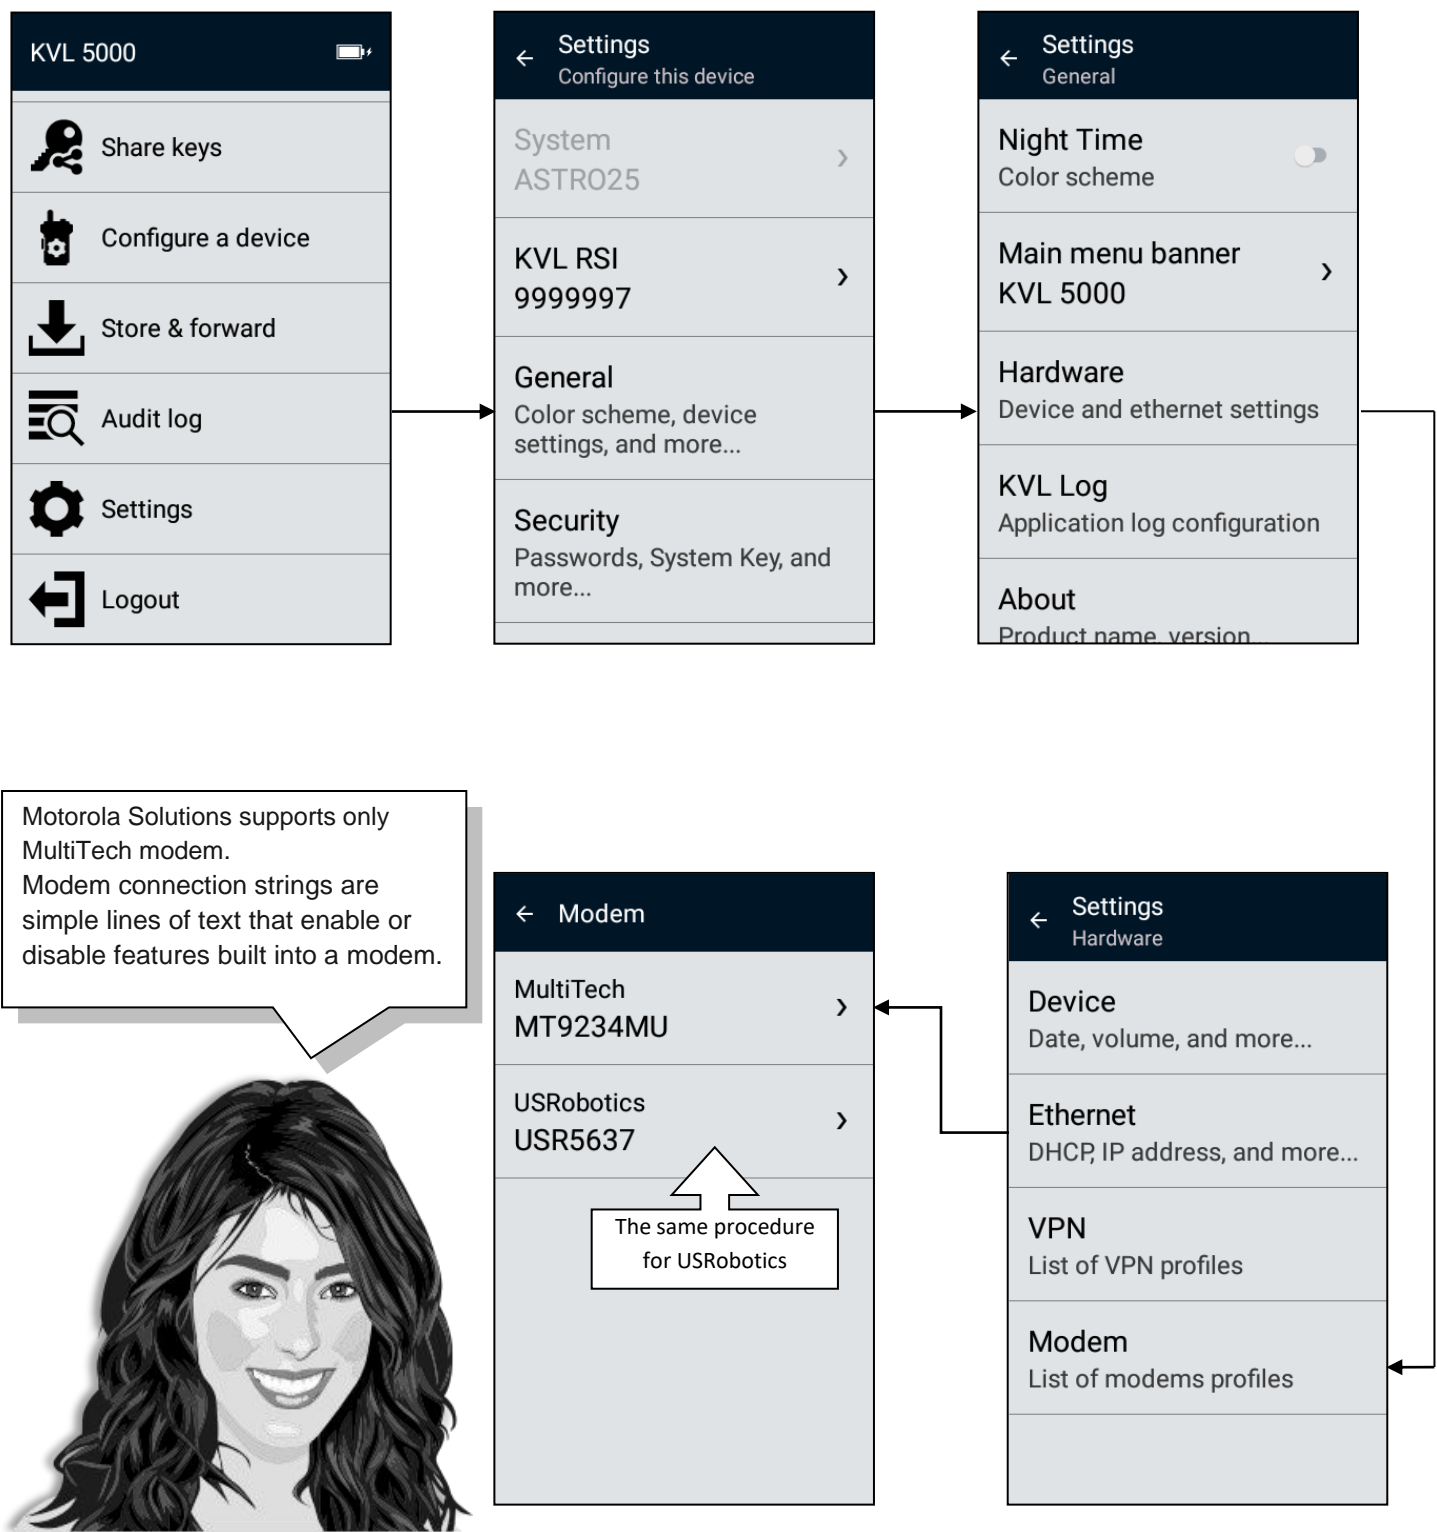 KVL 5000
Share keys
Configure a device
Store & forward
Audit log
Settings
Logout
Settings
Configure this device
System
ASTRO25
KVL RSI
9999997
General
Color scheme, device
settings, and more...
Security
Passwords, System Key, and
more...
Settings
General
Night Time
Color scheme
Main menu banner
KVL 5000
Hardware
Device and ethernet settings
KVL Log
Application log configuration
About
Product name, version...
Motorola Solutions supports only
MultiTech modem.
Modem connection strings are
simple lines of text that enable or
disable features built into a modem.
Modem
MultiTech
MT9234MU
USRobotics
USR5637
The same procedure
for USRobotics
Settings
Hardware
Device
Date, volume, and more...
Ethernet
DHCP, IP address, and more...
VPN
List of VPN profiles
Modem
List of modems profiles